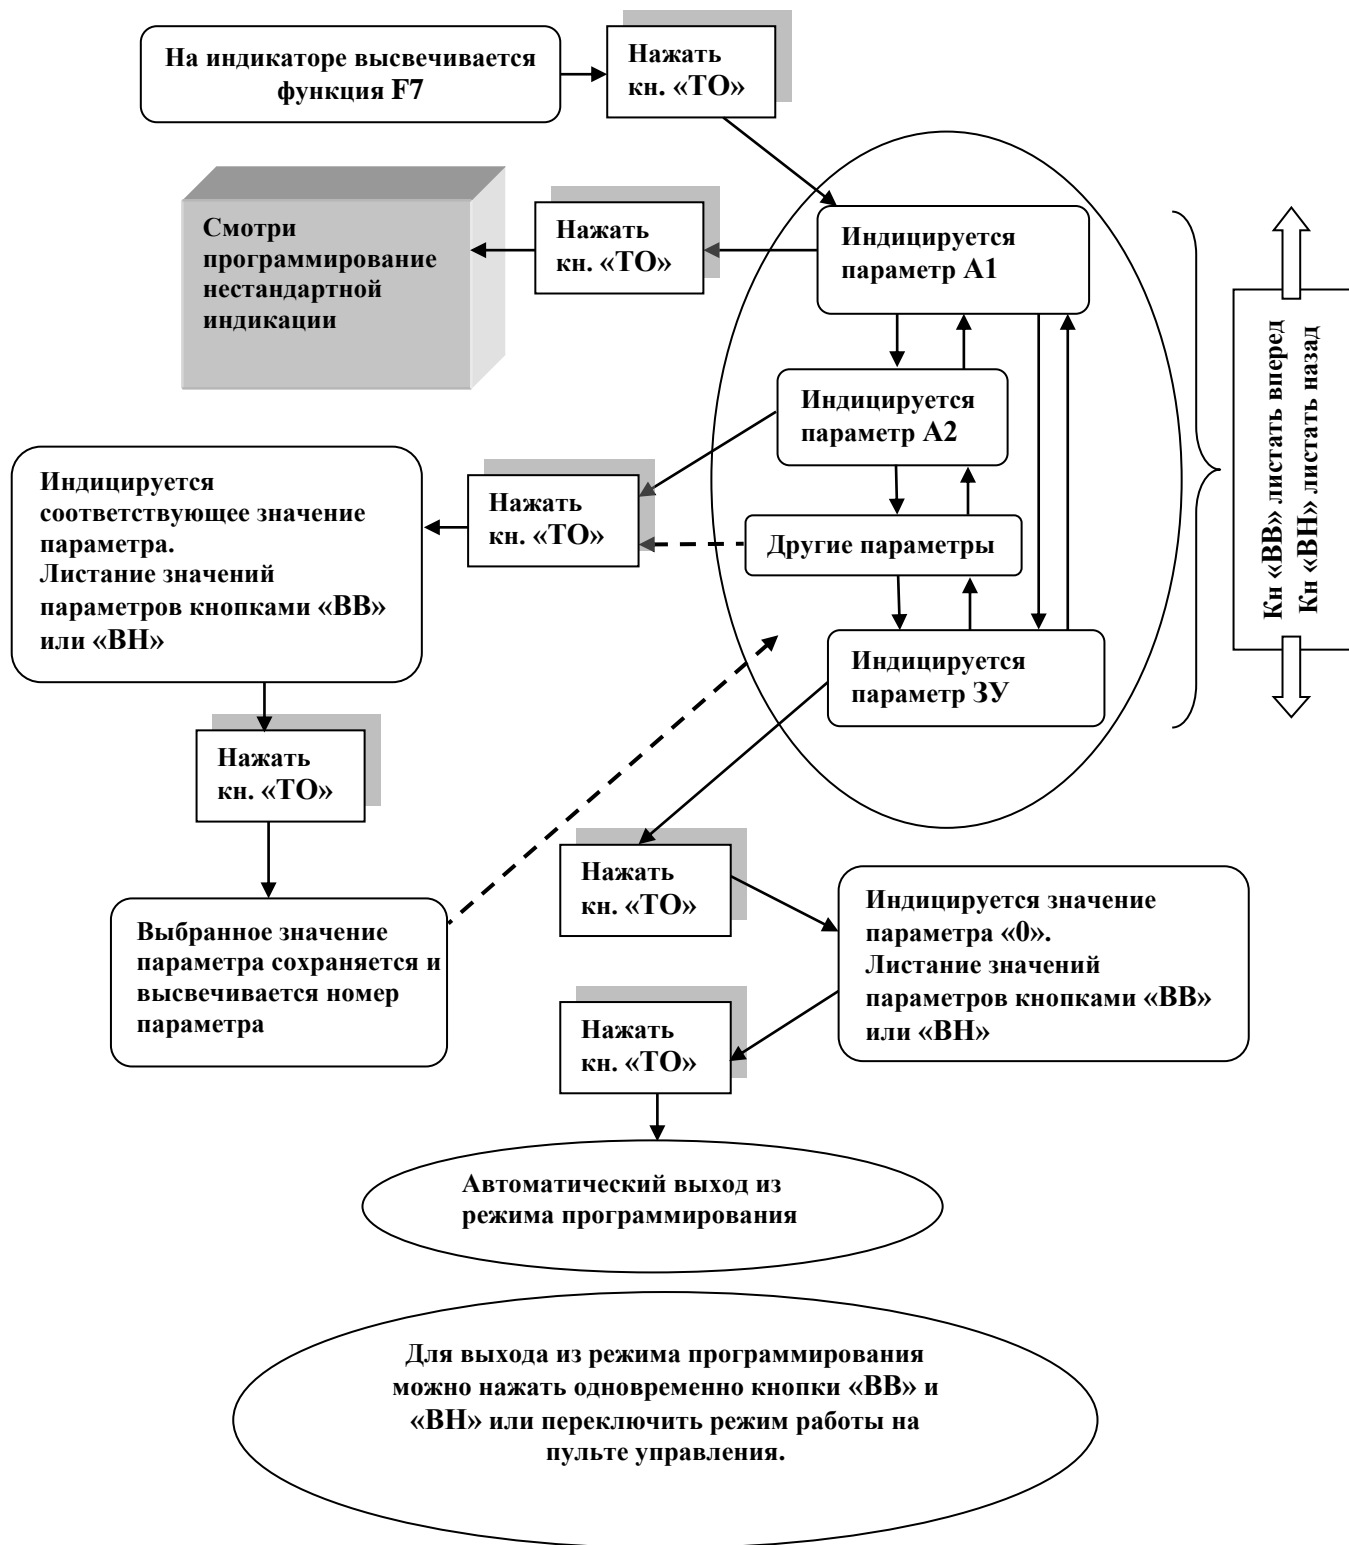 На индикаторе высвечивается
функция F7
Нажать
кн. «ТО»
Смотри
программирование
нестандартной
индикации
Нажать
кн. «ТО»
Индицируется
параметр А1
Индицируется
параметр А2
Другие параметры
Индицируется
параметр ЗУ
Кн «ВВ» листать вперед
Кн «ВН» листать назад
Нажать
кн. «ТО»
Индицируется
соответствующее значение
параметра.
Листание значений
параметров кнопками «ВВ»
или «ВН»
Нажать
кн. «ТО»
Выбранное значение
параметра сохраняется и
высвечивается номер
параметра
Нажать
кн. «ТО»
Индицируется значение
параметра «0».
Листание значений
параметров кнопками «ВВ»
или «ВН»
Нажать
кн. «ТО»
Автоматический выход из
режима программирования
Для выхода из режима программирования
можно нажать одновременно кнопки «ВВ» и
«ВН» или переключить режим работы на
пульте управления.